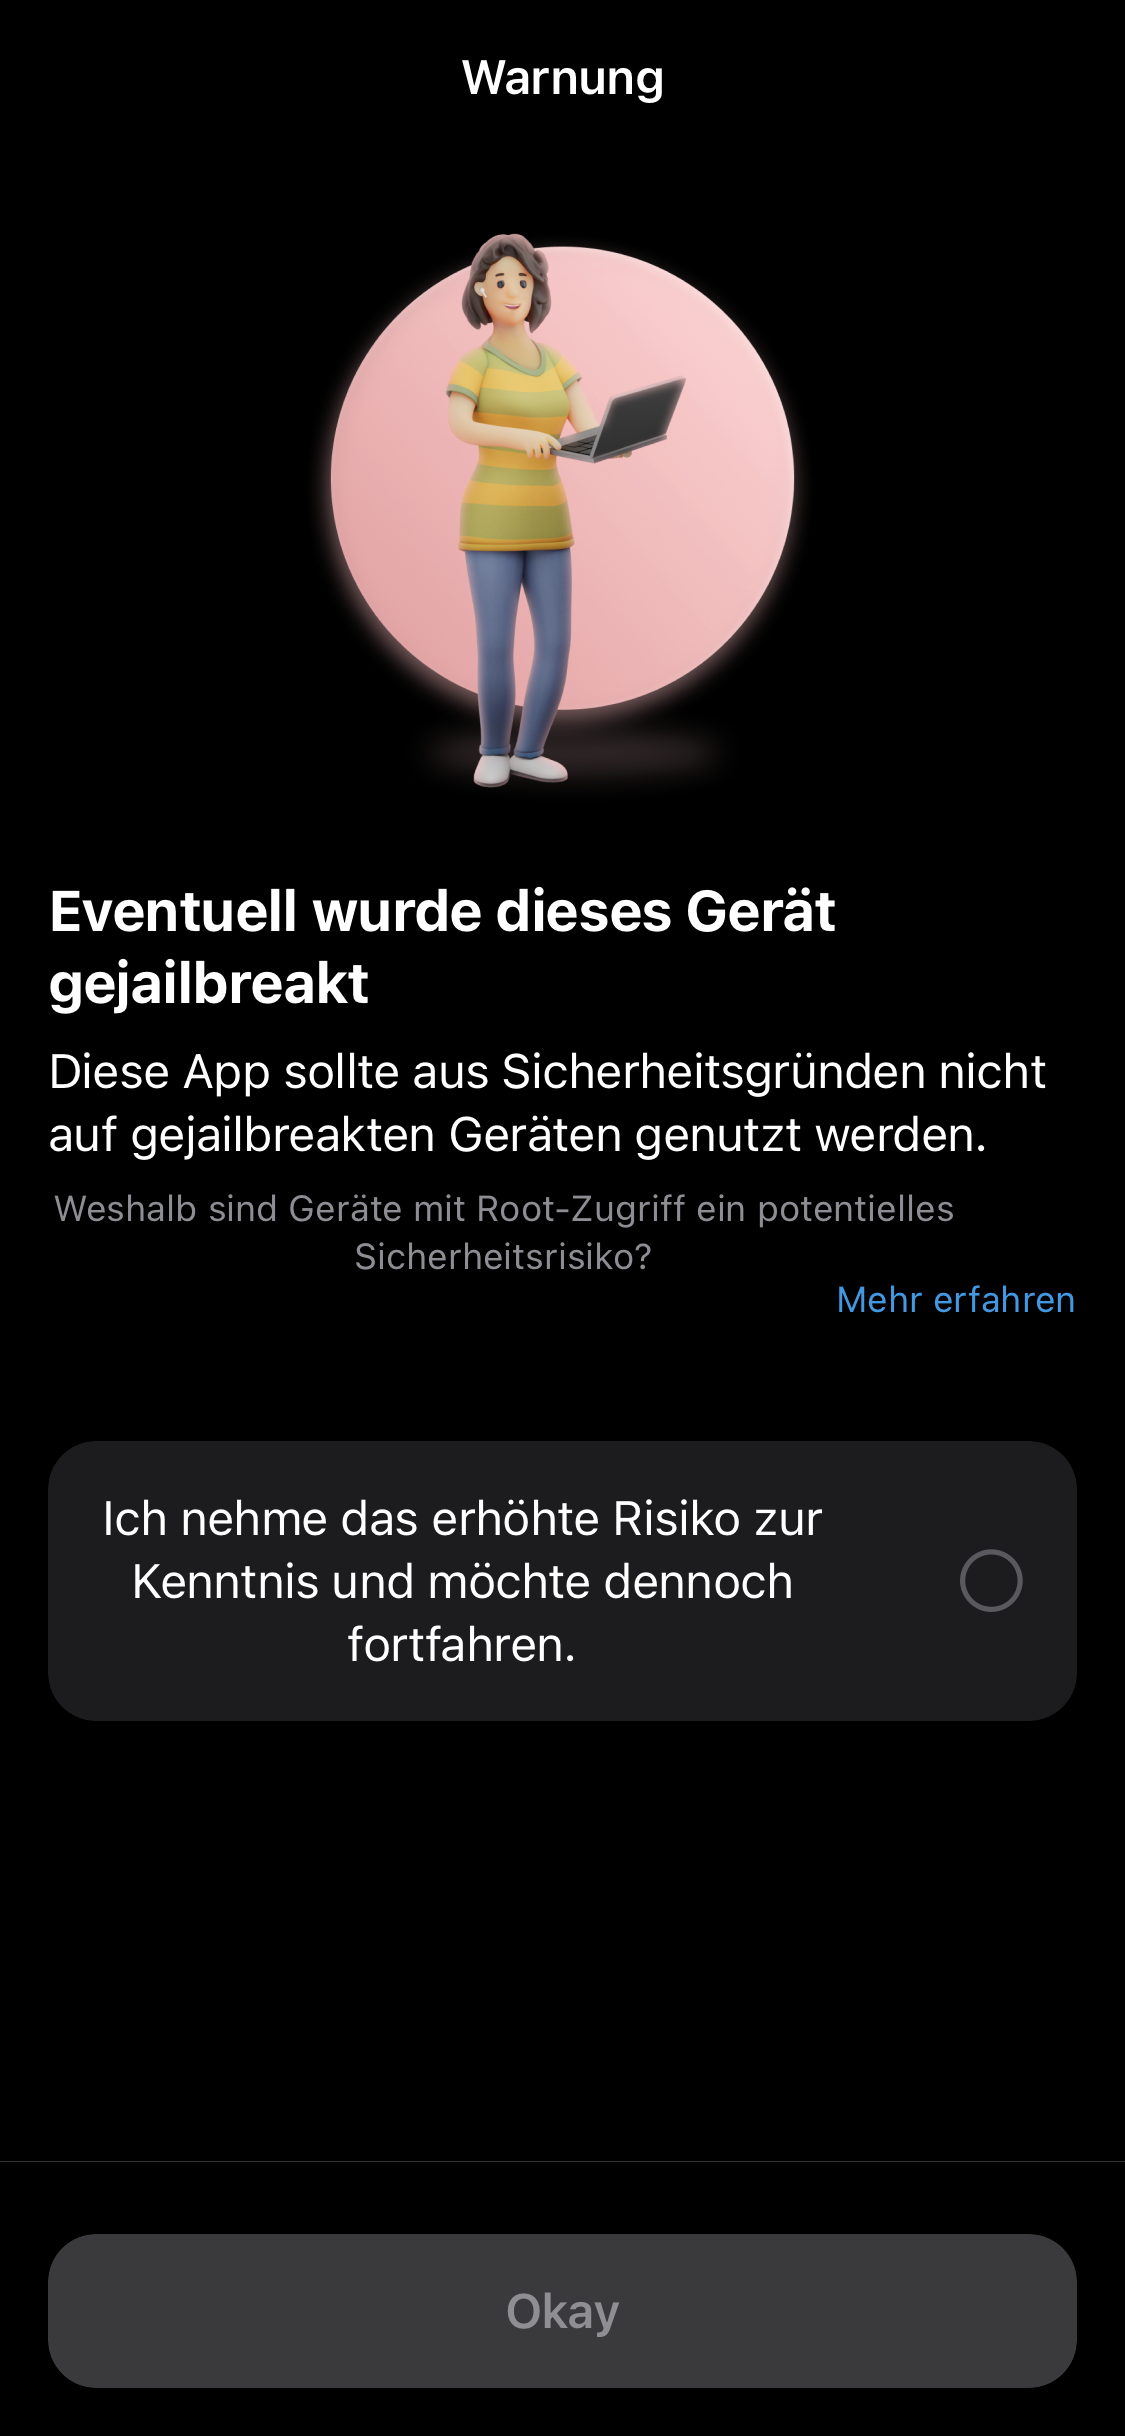 Warnung
Eventuell wurde dieses Gerät
gejailbreakt
Diese App sollte aus Sicherheitsgründen nicht
auf gejailbreakten Geräten genutzt werden.
Weshalb sind Geräte mit Root-Zugriff ein potentielles
Sicherheitsrisiko?
Mehr erfahren
Ich nehme das erhöhte Risiko zur
Kenntnis und möchte dennoch
fortfahren.
Okay